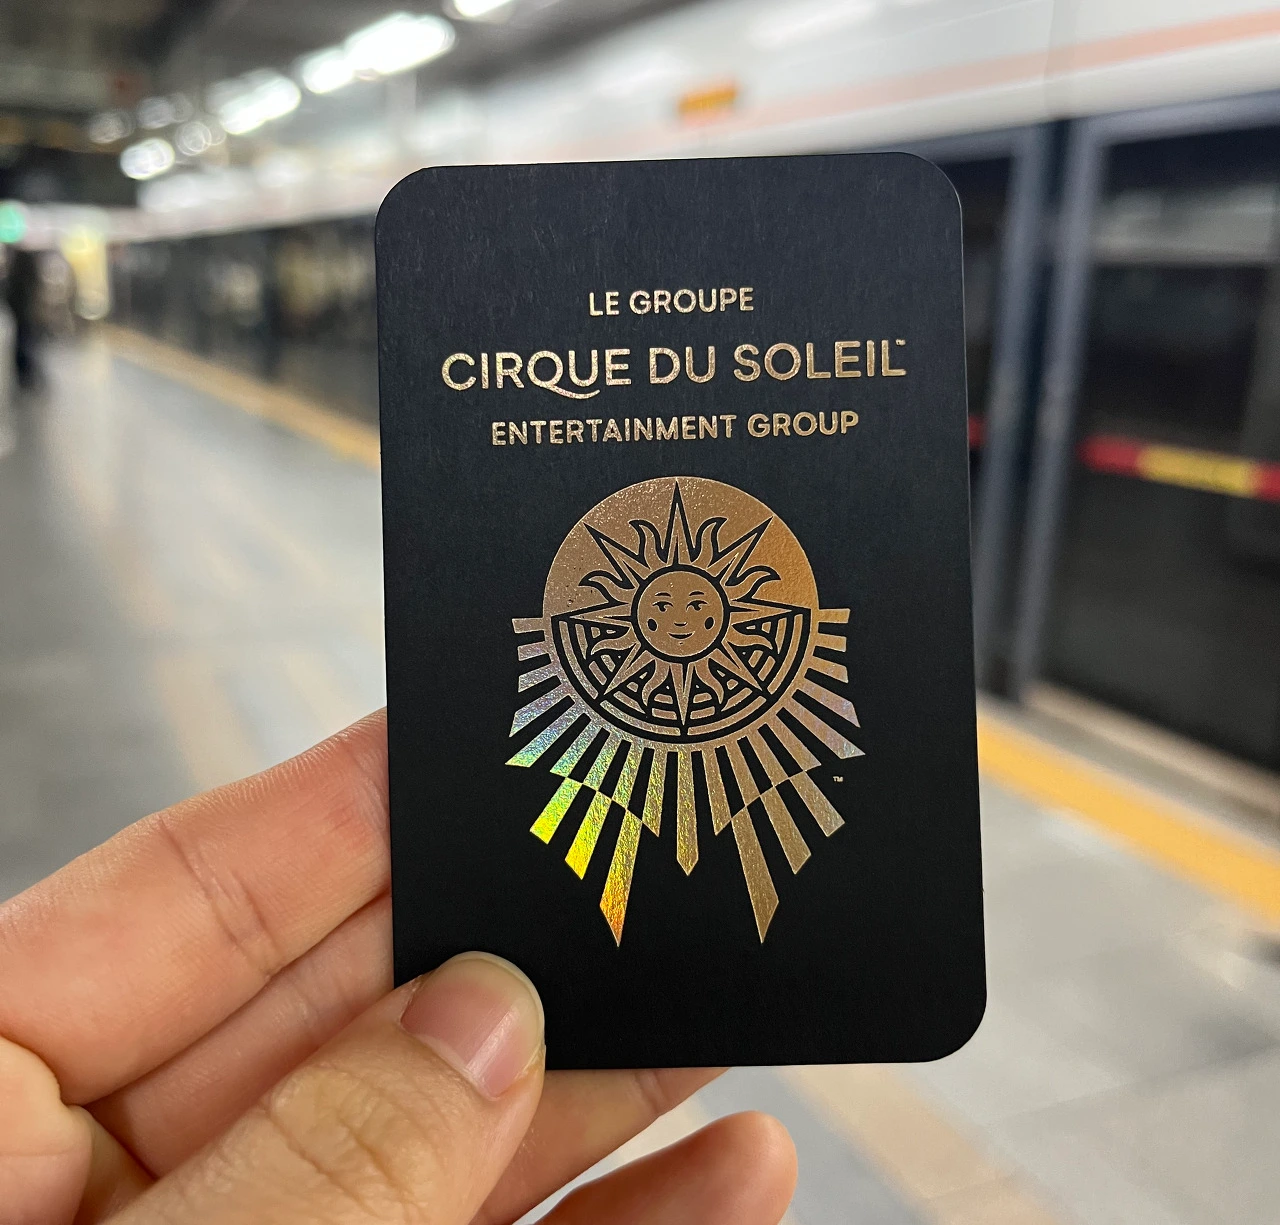 LE GROUPE
CIRQUE DU SOLEIL™
ENTERTAINMENT GROUP
™